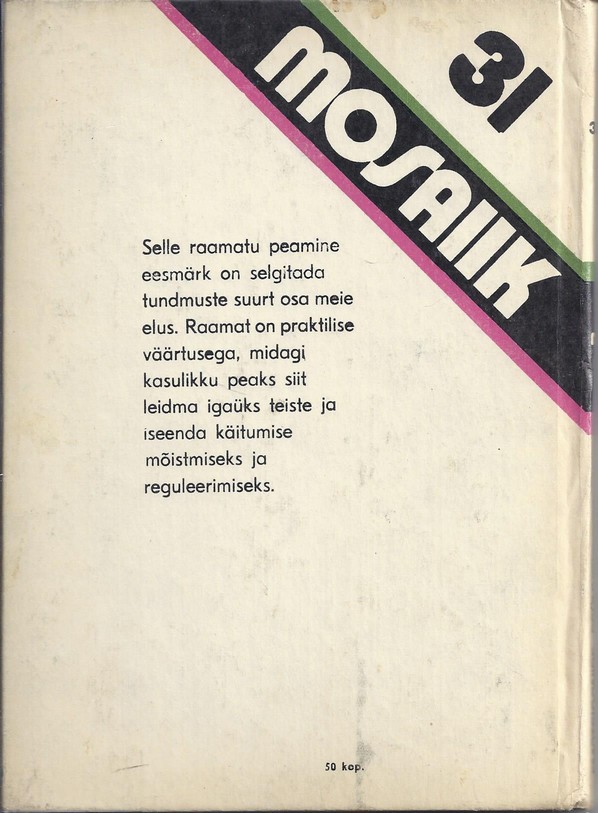 31
MOSAIIK
Selle raamatu peamine
eesmärk on selgitada
tundmuste suurt osa meie
elus. Raamat on praktilise
väärtusega, midagi
kasulikku peaks siit
leidma igaüks teiste ja
iseenda käitumise
mõistmiseks ja
reguleerimiseks.
50 kop.